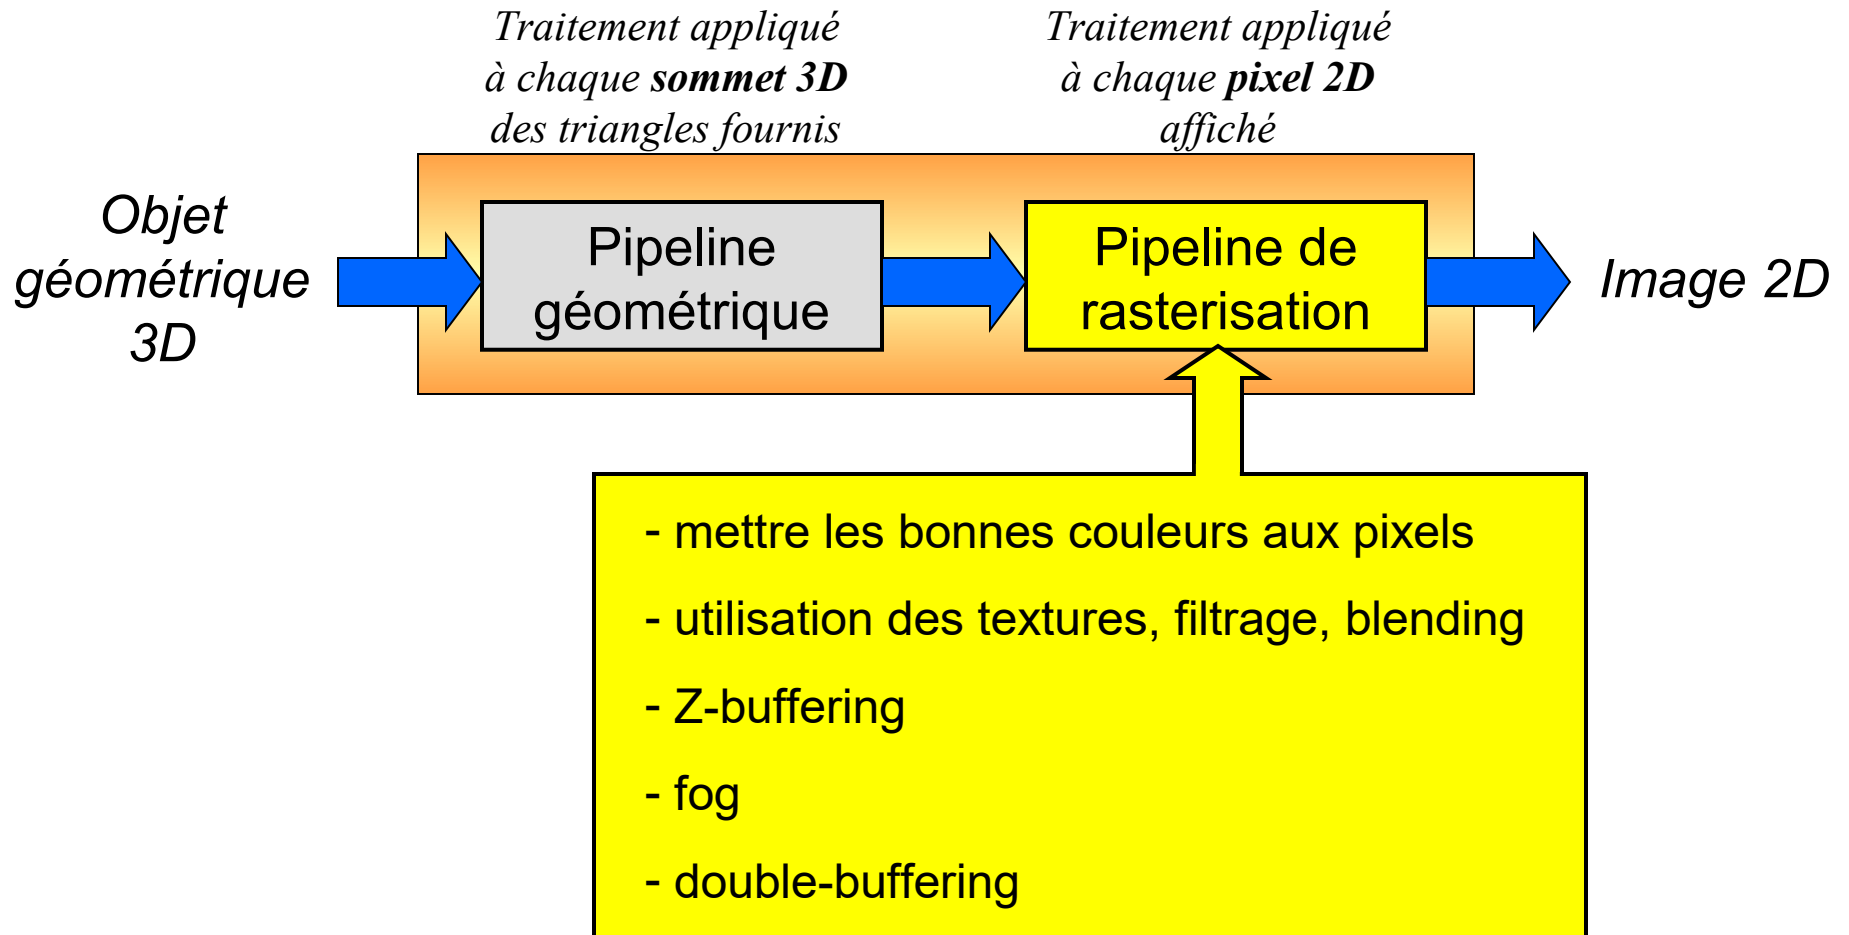 Traitement appliqué
à chaque sommet 3D
des triangles fournis
Traitement appliqué
à chaque pixel 2D
affiché
Objet
géométrique
3D
Pipeline
géométrique
Pipeline de
rasterisation
Image 2D
- mettre les bonnes couleurs aux pixels
- utilisation des textures, filtrage, blending
- Z-buffering
- fog
- double-buffering